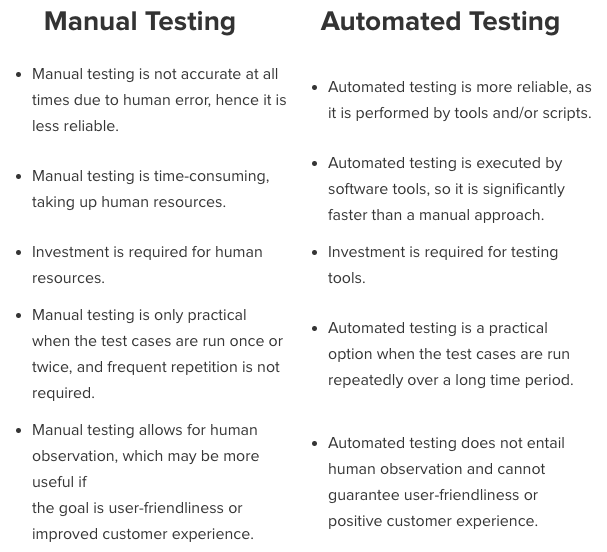 Manual Testing
Manual testing is not accurate at all
times due to human error, hence it is
less reliable.
Manual testing is time-consuming,
taking up human resources.
Investment is required for human
resources.
Manual testing is only practical
when the test cases are run once or
twice, and frequent repetition is not
required.
Manual testing allows for human
observation, which may be more
useful if
the goal is user-friendliness or
improved customer experience.
Automated Testing
Automated testing is more reliable, as
it is performed by tools and/or scripts.
Automated testing is executed by
software tools, so it is significantly
faster than a manual approach.
Investment is required for testing
tools.
Automated testing is a practical
option when the test cases are run
repeatedly over a long time period.
Automated testing does not entail
human observation and cannot
guarantee user-friendliness or
positive customer experience.